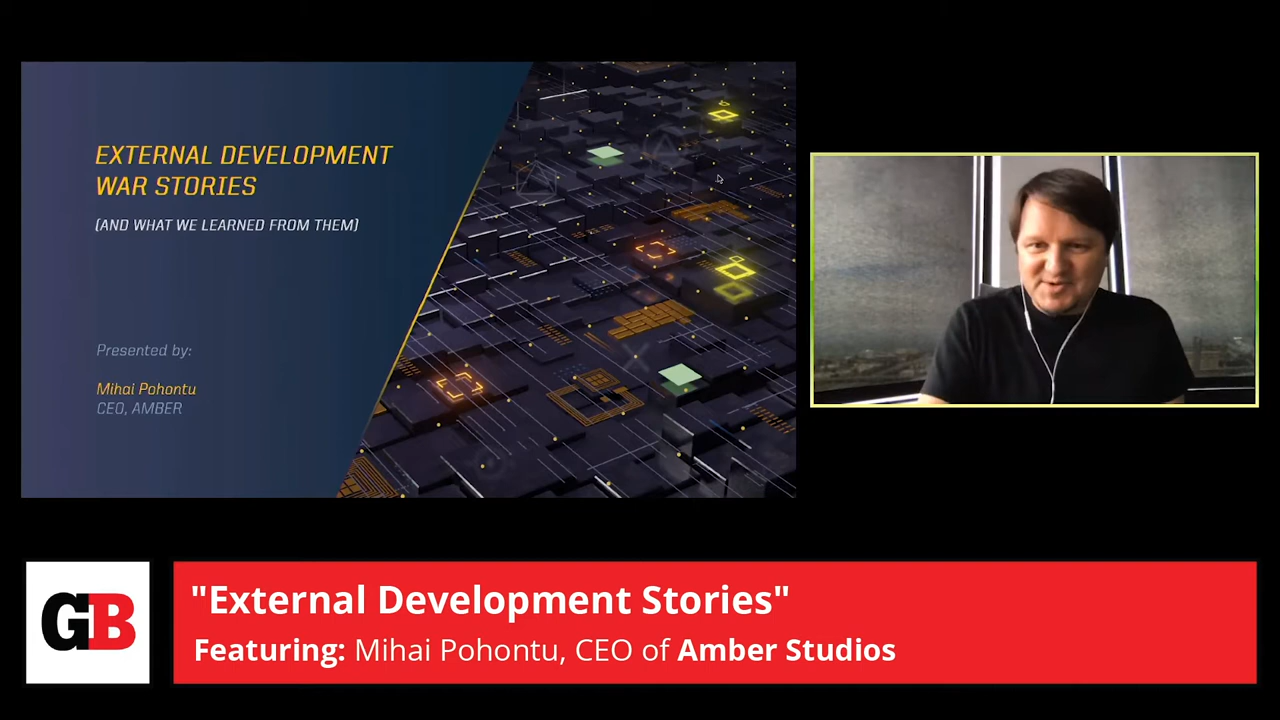 EXTERNAL DEVELOPMENT
WAR STORIES
(AND WHAT WE LEARNED FROM THEM)
Presented by:
Mihai Pohontu
CEO, AMBER
GB
"External Development Stories"
Featuring: Mihai Pohontu, CEO of Amber Studios